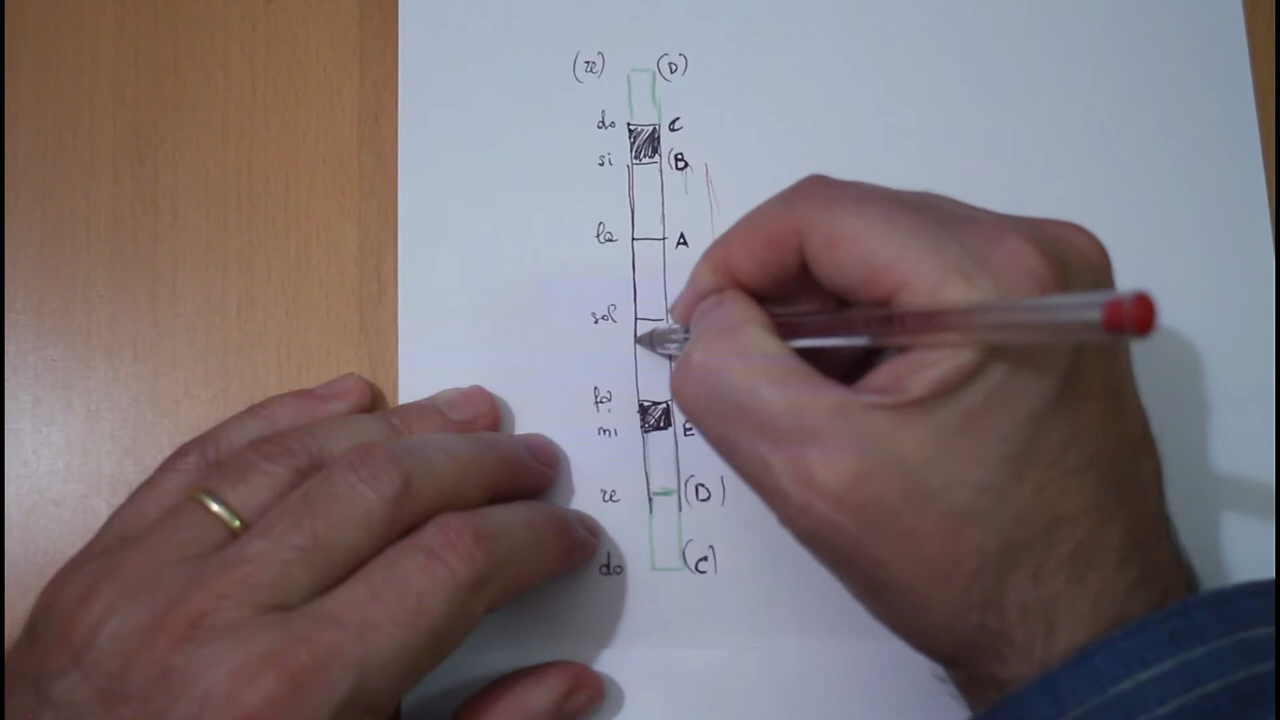 (re) (D)
do C
si (B
la A
sol
fa
mi E
re (D)
do (C)